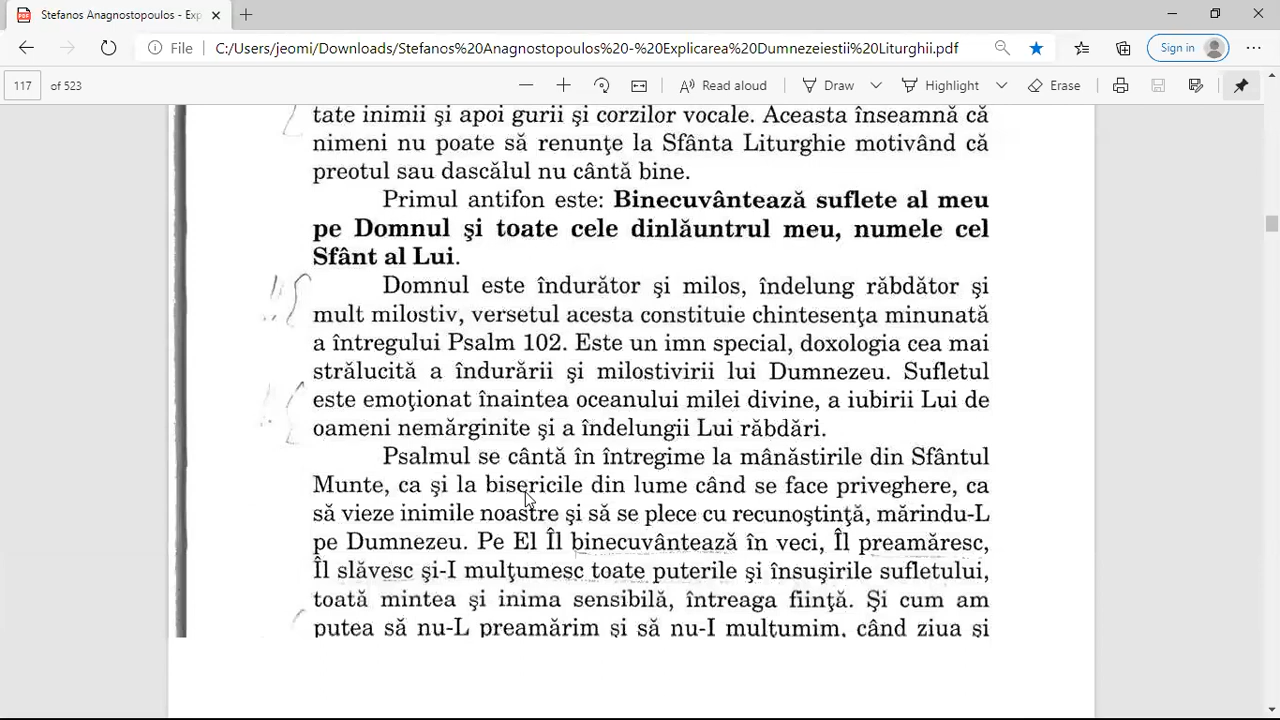 Stefanos Anagnostopoulos - Exp
File
C:/Users/jeomi/Downloads/Stefanos%20Anagnostopoulos%20-%20Explicarea%20Dumnezeiestii%20Liturghii.pdf
Sign in
117 of 523
Read aloud
Draw
Highlight
Erase
tate inimii şi apoi gurii şi corzilor vocale. Aceasta înseamnă că
nimeni nu poate să renunţe la Sfânta Liturghie motivând că
preotul sau dascălul nu cântă bine.
Primul antifon este: Binecuvântează suflete al meu
pe Domnul şi toate cele dinlăuntrul meu, numele cel
Sfânt al Lui.
Domnul este îndurător şi milos, îndelung răbdător şi
mult milostiv, versetul acesta constituie chintesenţa minunată
a întregului Psalm 102. Este un imn special, doxologia cea mai
strălucită a îndurării şi milostivirii lui Dumnezeu. Sufletul
este emoţionat înaintea oceanului milei divine, a iubirii Lui de
oameni nemărginite şi a îndelungii Lui răbdări.
Psalmul se cântă în întregime la mânăstirile din Sfântul
Munte, ca şi la bisericile din lume când se face priveghere, ca
să vieze inimile noastre şi să se plece cu recunoştinţă, mărindu-L
pe Dumnezeu. Pe El Îl binecuvântează în veci, Îl preamăresc,
Îl slăvesc şi-I mulţumesc toate puterile şi însuşirile sufletului,
toată mintea şi inima sensibilă, întreaga fiinţă. Şi cum am
putea să nu-L preamărim şi să nu-I mulţumim, când ziua şi